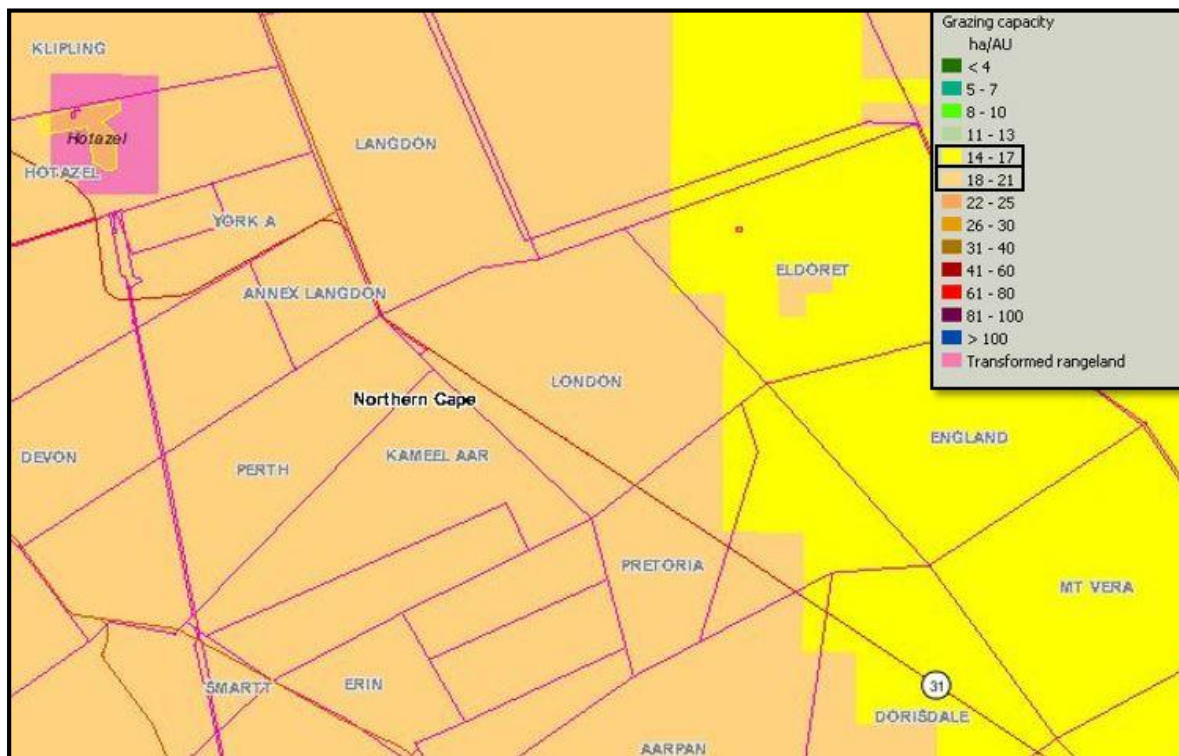 Grazing capacity
ha/AU
< 4
5 - 7
8 - 10
11 - 13
14 - 17
18 - 21
22 - 25
26 - 30
31 - 40
41 - 60
61 - 80
81 - 100
> 100
Transformed rangeland
KLIPLING
Hotazel
LANGDON
HOTAZEL
YORK A
ELDORET
ANNEX LANGDON
LONDON
Northern Cape
ENGLAND
DEVON
PERTH
KAMEEL AAR
PRETORIA
MT VERA
SMARTT
ERIN
31
DORISDALE
AARPAN